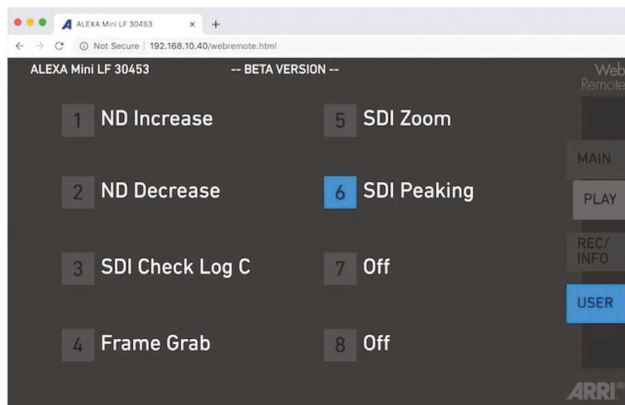 ALEXA Mini LF 30453
Not Secure | 192.168.10.40/webremote.html
ALEXA Mini LF 30453
-- BETA VERSION --
Web
Remote
1 ND Increase
5 SDI Zoom
2 ND Decrease
6 SDI Peaking
3 SDI Check Log C
7 Off
4 Frame Grab
8 Off
MAIN
PLAY
REC/
INFO
USER
ARRI®